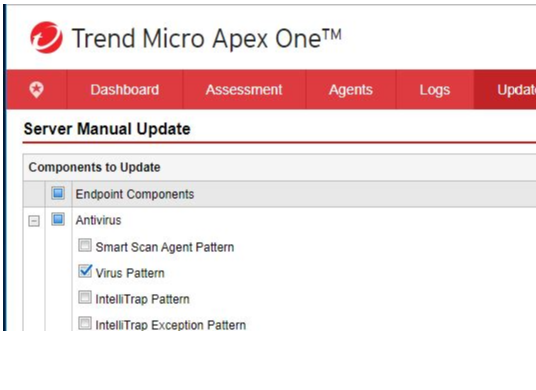 Trend Micro Apex One™
Dashboard Assessment Agents Logs Updat
Server Manual Update
Components to Update
Endpoint Components
Antivirus
Smart Scan Agent Pattern
Virus Pattern
IntelliTrap Pattern
IntelliTrap Exception Pattern